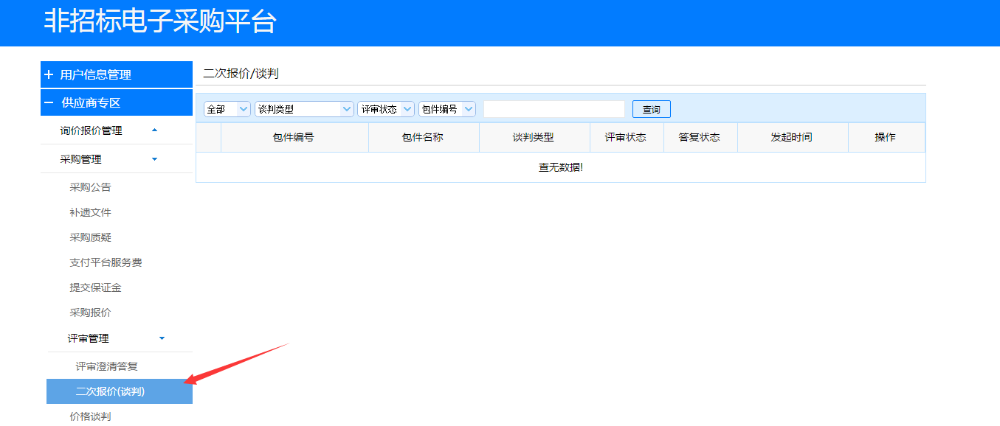 非招标电子采购平台
用户信息管理
供应商专区
询价报价管理
采购管理
采购公告
补遗文件
采购质疑
支付平台服务费
提交保证金
采购报价
评审管理
评审澄清答复
二次报价(谈判)
价格谈判
二次报价/谈判
全部 谈判类型 评审状态 包件编号 查询
包件编号 包件名称 谈判类型 评审状态 答复状态 发起时间 操作
查无数据!